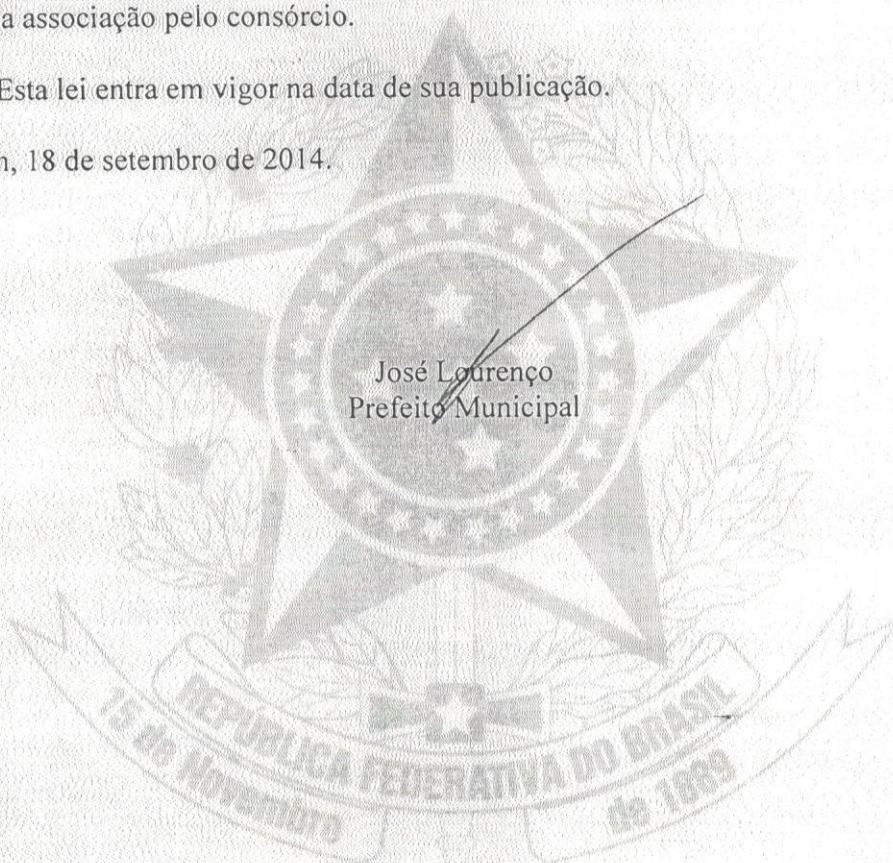 a associação pelo consórcio.
Esta lei entra em vigor na data de sua publicação.
, 18 de setembro de 2014.
José Lourenço
Prefeito Municipal
REPÚBLICA FEDERATIVA DO BRASIL
15 de Novembro
de 1889